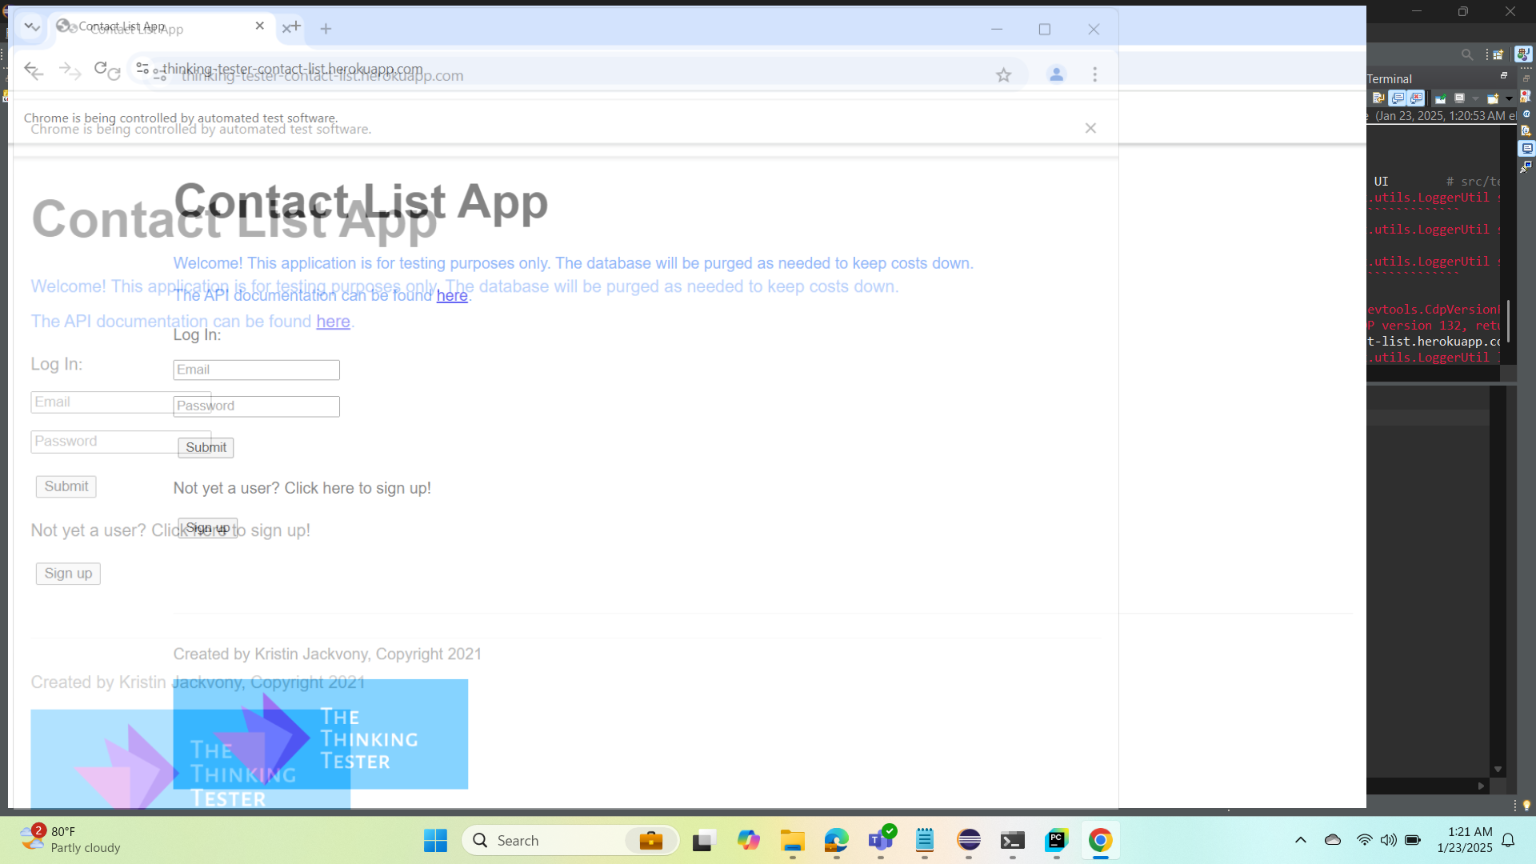 Contact List App
Contact List App
thinking-tester-contact-list.herokuapp.com
thinking-tester-contact-list.herokuapp.com
Chrome is being controlled by automated test software.
Chrome is being controlled by automated test software.
Contact List App
Contact List App
Welcome! This application is for testing purposes only. The database will be purged as needed to keep costs down.
Welcome! This application is for testing purposes only. The database will be purged as needed to keep costs down.
The API documentation can be found here.
The API documentation can be found here.
Log In:
Log In:
Email
Email
Password
Password
Submit
Submit
Not yet a user? Click here to sign up!
Sign up
Not yet a user? Click here to sign up!
Sign up
Created by Kristin Jackvony, Copyright 2021
Created by Kristin Jackvony, Copyright 2021
THE
THINKING
TESTER
THE
THINKING
TESTER
Terminal
(Jan 23, 2025, 1:20:53 AM
UI # src/te
.utils.LoggerUtil
.utils.LoggerUtil
.utils.LoggerUtil
evtools.CdpVersion
P version 132, retu
t-list.herokuapp.co
.utils.LoggerUtil
2
80°F
Partly cloudy
Search
PC
1:21 AM
1/23/2025